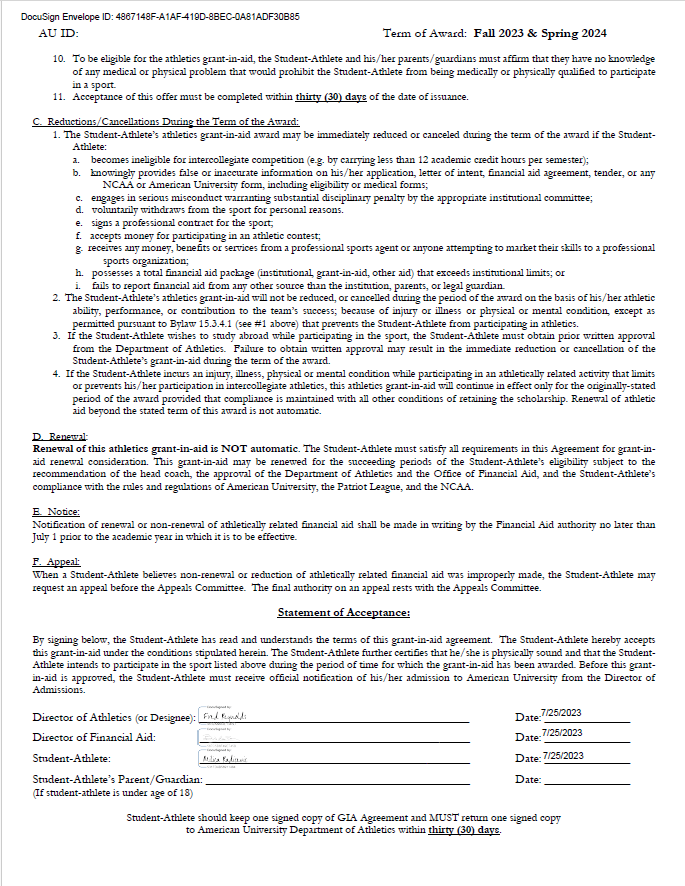 DocuSign Envelope ID: 4867148F-A1AF-419D-8BEC-0A81ADF30B85
AU ID: Term of Award: Fall 2023 & Spring 2024
10. To be eligible for the athletics grant-in-aid, the Student-Athlete and his/her parents/guardians must affirm that they have no knowledge
of any medical or physical problem that would prohibit the Student-Athlete from being medically or physically qualified to participate
in a sport.
11. Acceptance of this offer must be completed within thirty (30) days of the date of issuance.
C. Reductions/Cancellations During the Term of the Award:
1. The Student-Athlete's athletics grant-in-aid award may be immediately reduced or canceled during the term of the award if the Student-
Athlete:
a. becomes ineligible for intercollegiate competition (e.g. by carrying less than 12 academic credit hours per semester);
b. knowingly provides false or inaccurate information on his/her application, letter of intent, financial aid agreement, tender, or any
NCAA or American University form, including eligibility or medical forms;
c. engages in serious misconduct warranting substantial disciplinary penalty by the appropriate institutional committee;
d. voluntarily withdraws from the sport for personal reasons.
e. signs a professional contract for the sport;
f. accepts money for participating in an athletic contest;
g. receives any money, benefits or services from a professional sports agent or anyone attempting to market their skills to a professional
sports organization;
h. possesses a total financial aid package (institutional, grant-in-aid, other aid) that exceeds institutional limits; or
i. fails to report financial aid from any other source than the institution, parents, or legal guardian.
2. The Student-Athlete's athletics grant-in-aid will not be reduced, or cancelled during the period of the award on the basis of his/her athletic
ability, performance, or contribution to the team's success; because of injury or illness or physical or mental condition, except as
permitted pursuant to Bylaw 15.3.4.1 (see #1 above) that prevents the Student-Athlete from participating in athletics.
3. If the Student-Athlete wishes to study abroad while participating in the sport, the Student-Athlete must obtain prior written approval
from the Department of Athletics. Failure to obtain written approval may result in the immediate reduction or cancellation of the
Student-Athlete's grant-in-aid during the term of the award.
4. If the Student-Athlete incurs an injury, illness, physical or mental condition while participating in an athletically related activity that limits
or prevents his/her participation in intercollegiate athletics, this athletics grant-in-aid will continue in effect only for the originally-stated
period of the award provided that compliance is maintained with all other conditions of retaining the scholarship. Renewal of athletic
aid beyond the stated term of this award is not automatic.
D. Renewal:
Renewal of this athletics grant-in-aid is NOT automatic. The Student-Athlete must satisfy all requirements in this Agreement for grant-in-
aid renewal consideration. This grant-in-aid may be renewed for the succeeding periods of the Student-Athlete's eligibility subject to the
recommendation of the head coach, the approval of the Department of Athletics and the Office of Financial Aid, and the Student-Athlete's
compliance with the rules and regulations of American University, the Patriot League, and the NCAA.
E. Notice:
Notification of renewal or non-renewal of athletically related financial aid shall be made in writing by the Financial Aid authority no later than
July 1 prior to the academic year in which it is to be effective.
F. Appeal:
When a Student-Athlete believes non-renewal or reduction of athletically related financial aid was improperly made, the Student-Athlete may
request an appeal before the Appeals Committee. The final authority on an appeal rests with the Appeals Committee.
Statement of Acceptance:
By signing below, the Student-Athlete has read and understands the terms of this grant-in-aid agreement. The Student-Athlete hereby accepts
this grant-in-aid under the conditions stipulated herein. The Student-Athlete further certifies that he/she is physically sound and that the Student-
Athlete intends to participate in the sport listed above during the period of time for which the grant-in-aid has been awarded. Before this grant-
in-aid is approved, the Student-Athlete must receive official notification of his/her admission to American University from the Director of
Admissions.
Director of Athletics (or Designee): Date: 7/25/2023
Director of Financial Aid: Date: 7/25/2023
Student-Athlete: Date: 7/25/2023
Student-Athlete's Parent/Guardian: Date:
(If student-athlete is under age of 18)
Student-Athlete should keep one signed copy of GIA Agreement and MUST return one signed copy
to American University Department of Athletics within thirty (30) days.